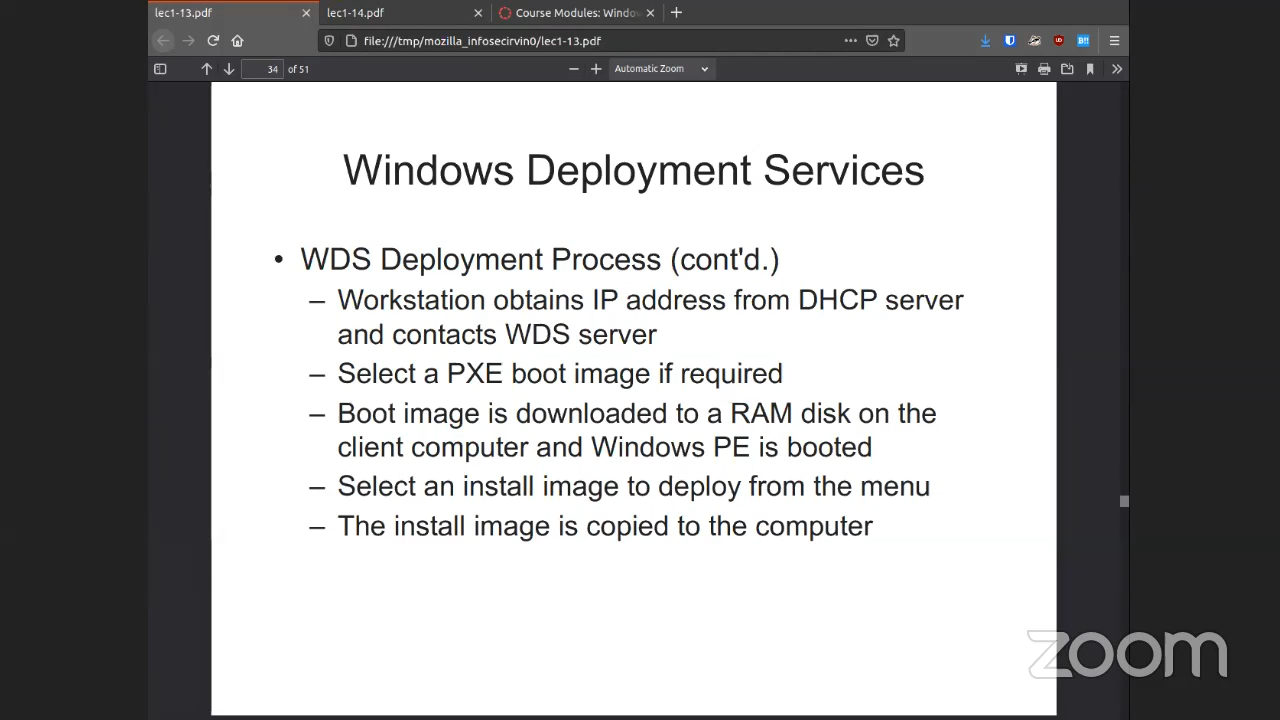 lec1-13.pdf
lec1-14.pdf
Course Modules: Windo
file:///tmp/mozilla_infosecirvin0/lec1-13.pdf
34 of 51
Automatic Zoom
Windows Deployment Services
• WDS Deployment Process (cont'd.)
– Workstation obtains IP address from DHCP server
and contacts WDS server
– Select a PXE boot image if required
– Boot image is downloaded to a RAM disk on the
client computer and Windows PE is booted
– Select an install image to deploy from the menu
– The install image is copied to the computer
zoom